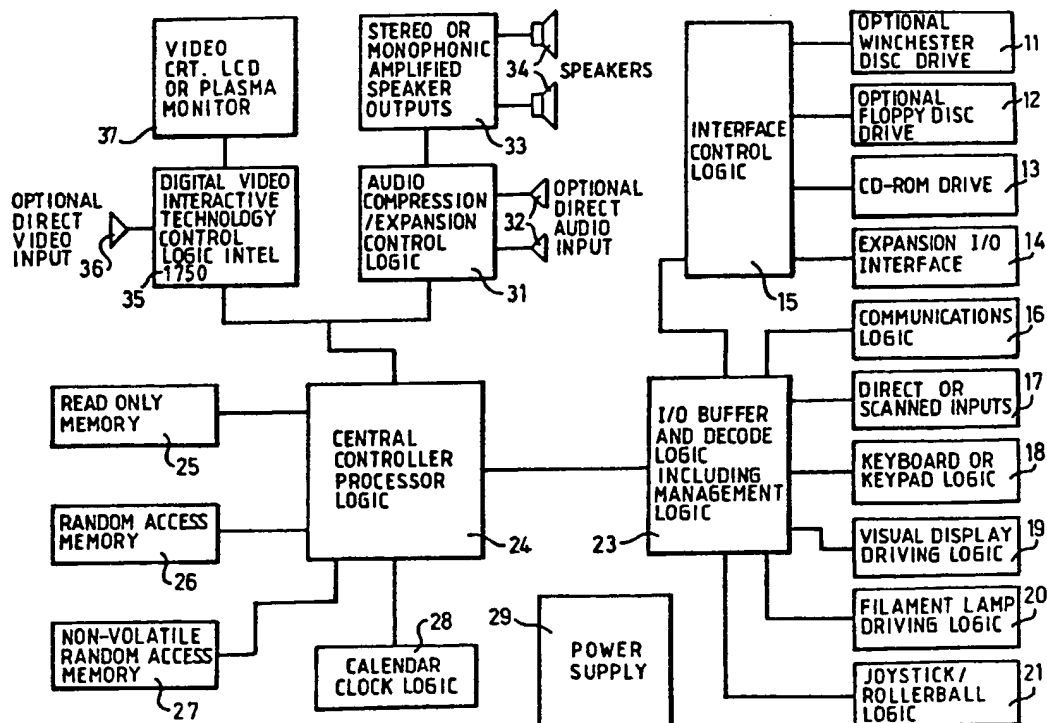 VIDEO
CRT. LCD
OR PLASMA
MONITOR
37
STEREO OR
MONOPHONIC
AMPLIFIED
SPEAKER
OUTPUTS
33
34
SPEAKERS
OPTIONAL
DIRECT
VIDEO
INPUT
36
DIGITAL VIDEO
INTERACTIVE
TECHNOLOGY
CONTROL
LOGIC INTEL
1750
35
AUDIO
COMPRESSION
/EXPANSION
CONTROL
LOGIC
31
32
OPTIONAL
DIRECT
AUDIO
INPUT
INTERFACE
CONTROL
LOGIC
15
OPTIONAL
WINCHESTER
DISC DRIVE
11
OPTIONAL
FLOPPY DISC
DRIVE
12
CD-ROM DRIVE
13
EXPANSION I/O
INTERFACE
14
COMMUNICATIONS
LOGIC
16
DIRECT OR
SCANNED INPUTS
17
KEYBOARD OR
KEYPAD LOGIC
18
VISUAL DISPLAY
DRIVING LOGIC
19
FILAMENT LAMP
DRIVING LOGIC
20
JOYSTICK/
ROLLERBALL
LOGIC
21
READ ONLY
MEMORY
25
RANDOM ACCESS
MEMORY
26
NON-VOLATILE
RANDOM ACCESS
MEMORY
27
CENTRAL
CONTROLLER
PROCESSOR
LOGIC
24
I/O BUFFER
AND DECODE
LOGIC
INCLUDING
MANAGEMENT
LOGIC
23
28
CALENDAR
CLOCK LOGIC
29
POWER
SUPPLY